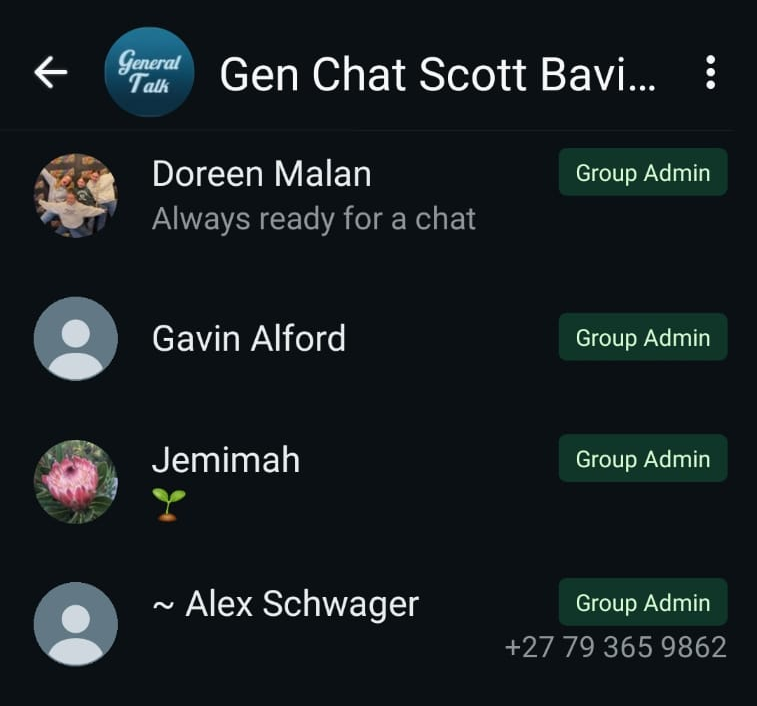 General
Talk
Gen Chat Scott Bavi...
Doreen Malan
Group Admin
Always ready for a chat
Gavin Alford
Group Admin
Jemimah
Group Admin
🌱
~ Alex Schwager
Group Admin
+27 79 365 9862